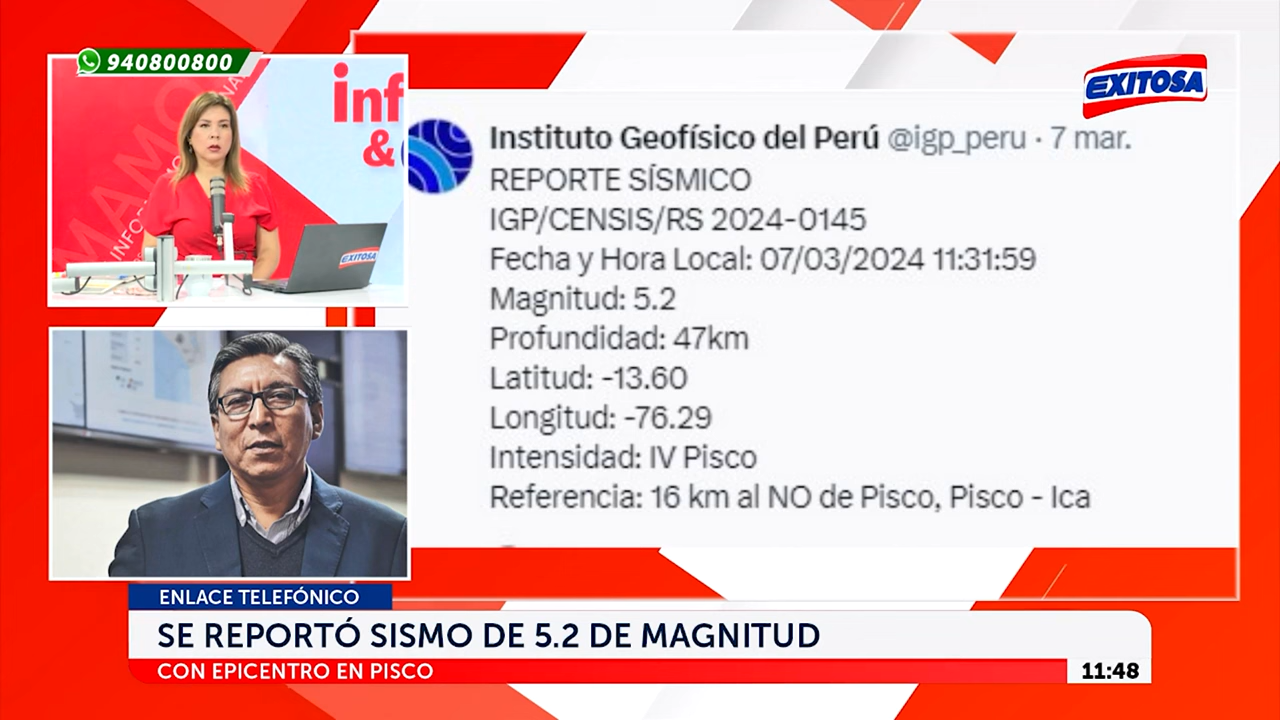 940800800
inf
&
EXITOSA
EXITOSA
Instituto Geofísico del Perú @igp_peru · 7 mar.
REPORTE SÍSMICO
IGP/CENSIS/RS 2024-0145
Fecha y Hora Local: 07/03/2024 11:31:59
Magnitud: 5.2
Profundidad: 47km
Latitud: -13.60
Longitud: -76.29
Intensidad: IV Pisco
Referencia: 16 km al NO de Pisco, Pisco - Ica
ENLACE TELEFÓNICO
SE REPORTÓ SISMO DE 5.2 DE MAGNITUD
CON EPICENTRO EN PISCO
11:48